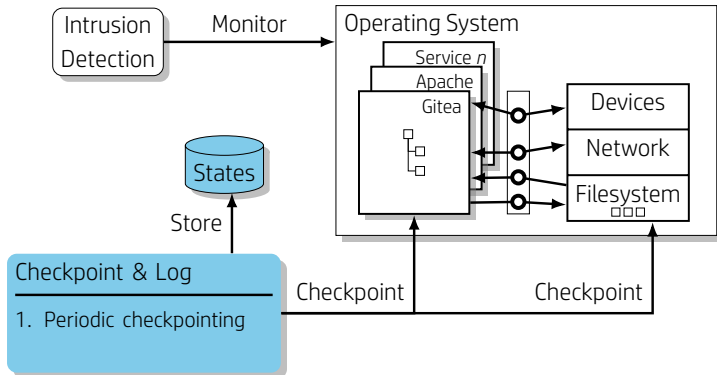 Intrusion
Detection
Monitor
Operating System
Service n
Apache
Gitea
Devices
Network
Filesystem
States
Store
Checkpoint & Log
1. Periodic checkpointing
Checkpoint
Checkpoint